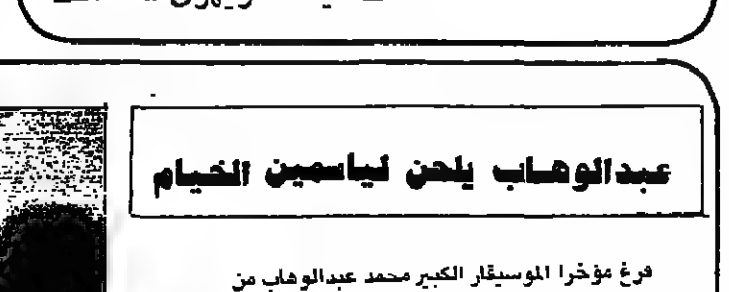 عبدالوهاب يلحن لياسمين الخيام
فرغ مؤخرا الموسيقار الكبير محمد عبدالوهاب من